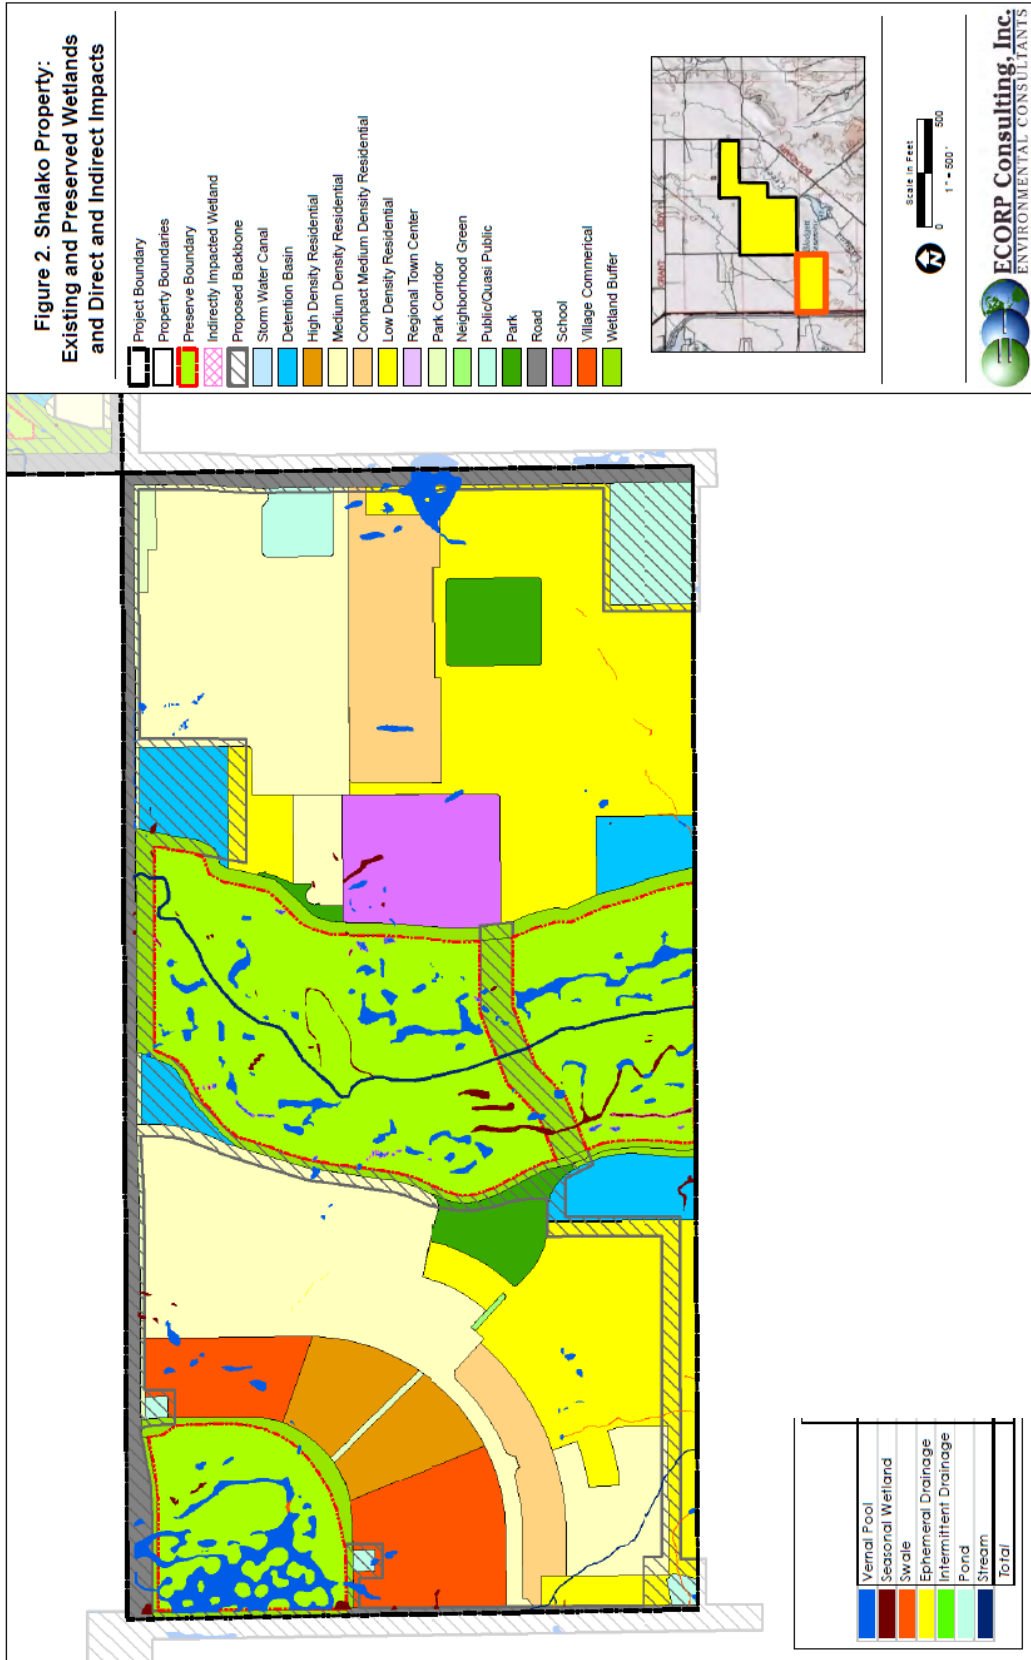 Figure 2. Shalako Property:
Existing and Preserved Wetlands
and Direct and Indirect Impacts
Project Boundary
Property Boundaries
Preserve Boundary
Indirectly Impacted Wetland
Proposed Backbone
Storm Water Canal
Detention Basin
High Density Residential
Medium Density Residential
Compact Medium Density Residential
Low Density Residential
Regional Town Center
Park Corridor
Neighborhood Green
Public/Quasi Public
Park
Road
School
Village Commerical
Wetland Buffer
GRANT
Creek
BOUNDARY
Blodgett
Scale in Feet
0
500
1" = 500'
N
ECORP Consulting, Inc.
ENVIRONMENTAL CONSULTANTS
Vernal Pool
Seasonal Wetland
Swale
Ephemeral Drainage
Intermittent Drainage
Pond
Stream
Total